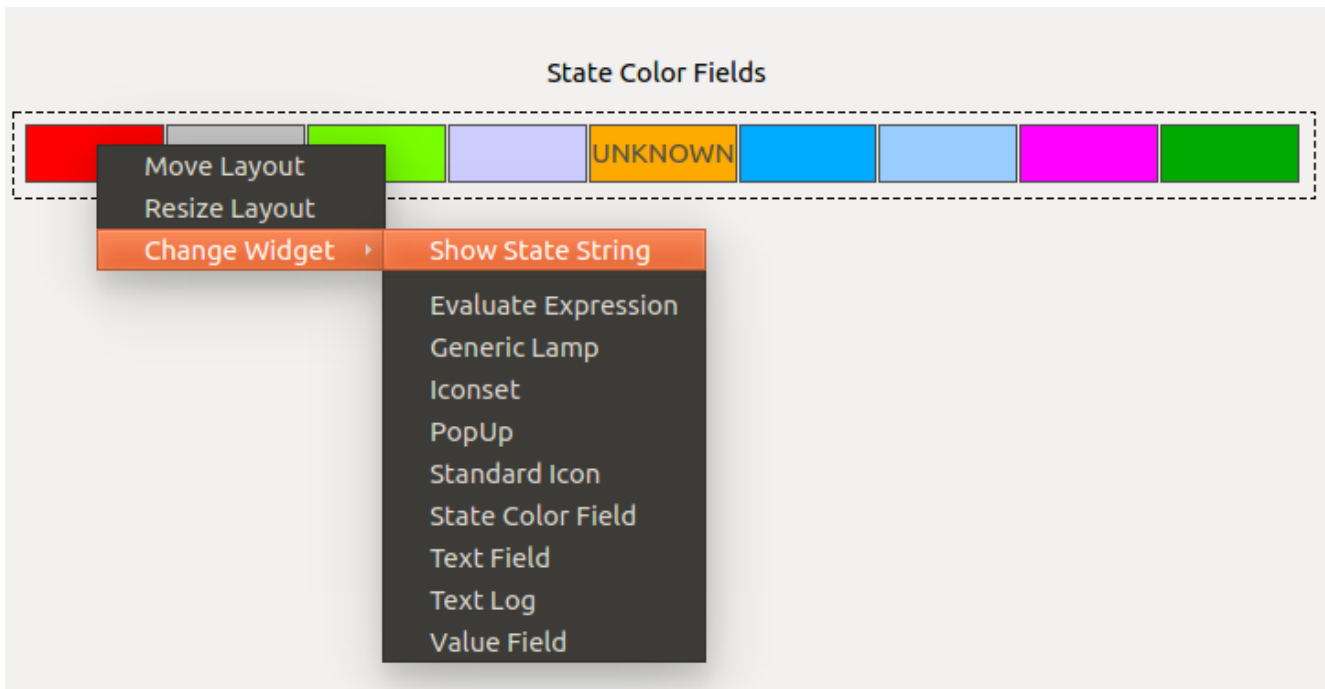 State Color Fields
UNKNOWN
Move Layout
Resize Layout
Change Widget
Show State String
Evaluate Expression
Generic Lamp
Iconset
PopUp
Standard Icon
State Color Field
Text Field
Text Log
Value Field